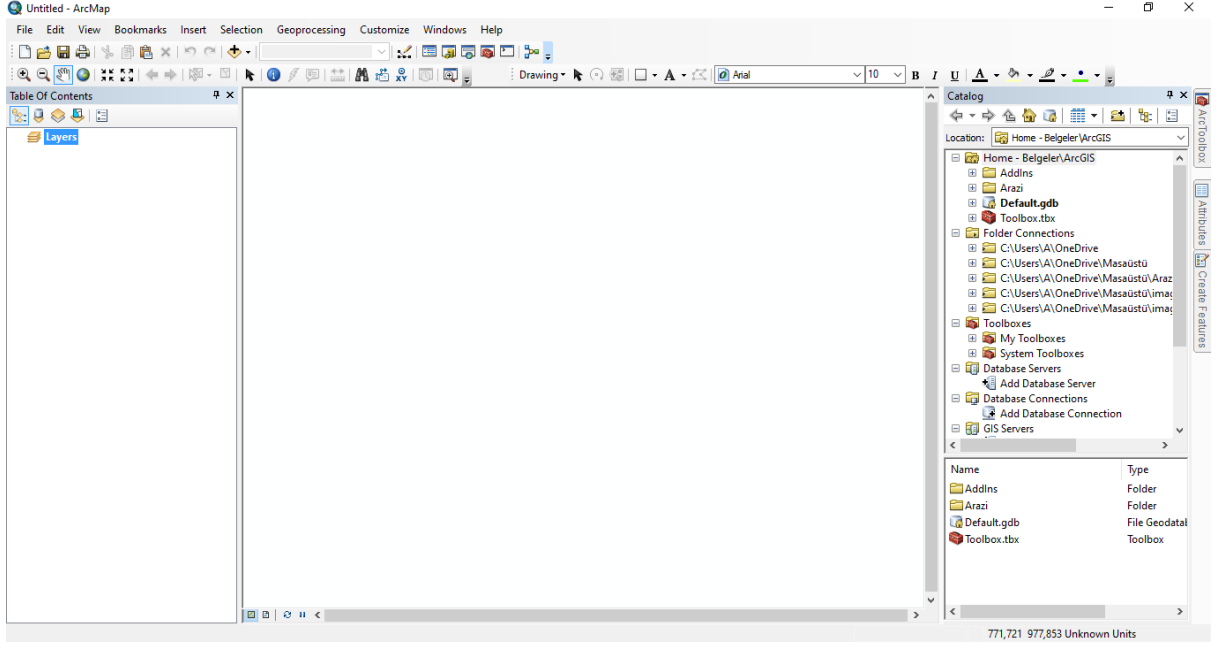 Untitled - ArcMap
File Edit View Bookmarks Insert Selection Geoprocessing Customize Windows Help
Drawing A Arial 10 B I U A
Table Of Contents
Layers
Catalog
Location: Home - Belgeler\ArcGIS
Home - Belgeler\ArcGIS
AddIns
Arazi
Default.gdb
Toolbox.tbx
Folder Connections
C:\Users\A\OneDrive
C:\Users\A\OneDrive\Masaüstü
C:\Users\A\OneDrive\Masaüstü\Araz
C:\Users\A\OneDrive\Masaüstü\imag
C:\Users\A\OneDrive\Masaüstü\imag
Toolboxes
My Toolboxes
System Toolboxes
Database Servers
Add Database Server
Database Connections
Add Database Connection
GIS Servers
Name Type
AddIns Folder
Arazi Folder
Default.gdb File Geodatab
Toolbox.tbx Toolbox
ArcToolbox
Attributes
Create Features
771,721 977,853 Unknown Units